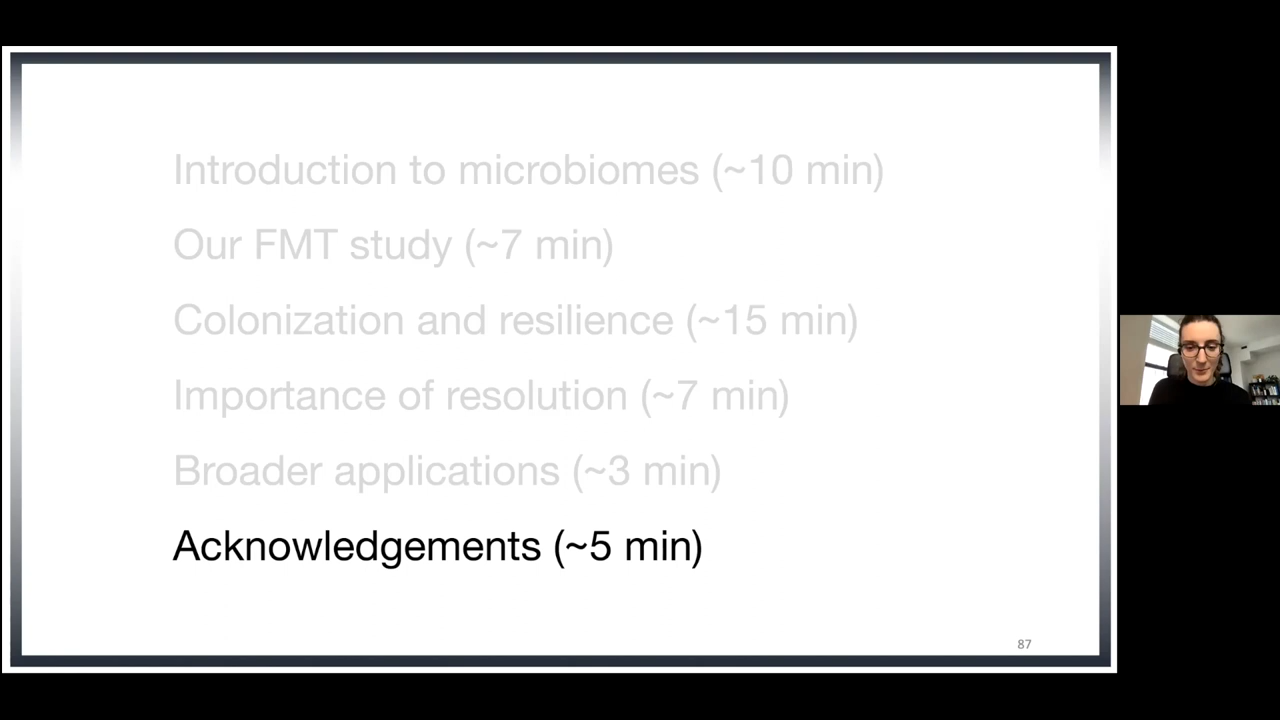 Introduction to microbiomes (~10 min)
Our FMT study (~7 min)
Colonization and resilience (~15 min)
Importance of resolution (~7 min)
Broader applications (~3 min)
Acknowledgements (~5 min)
87